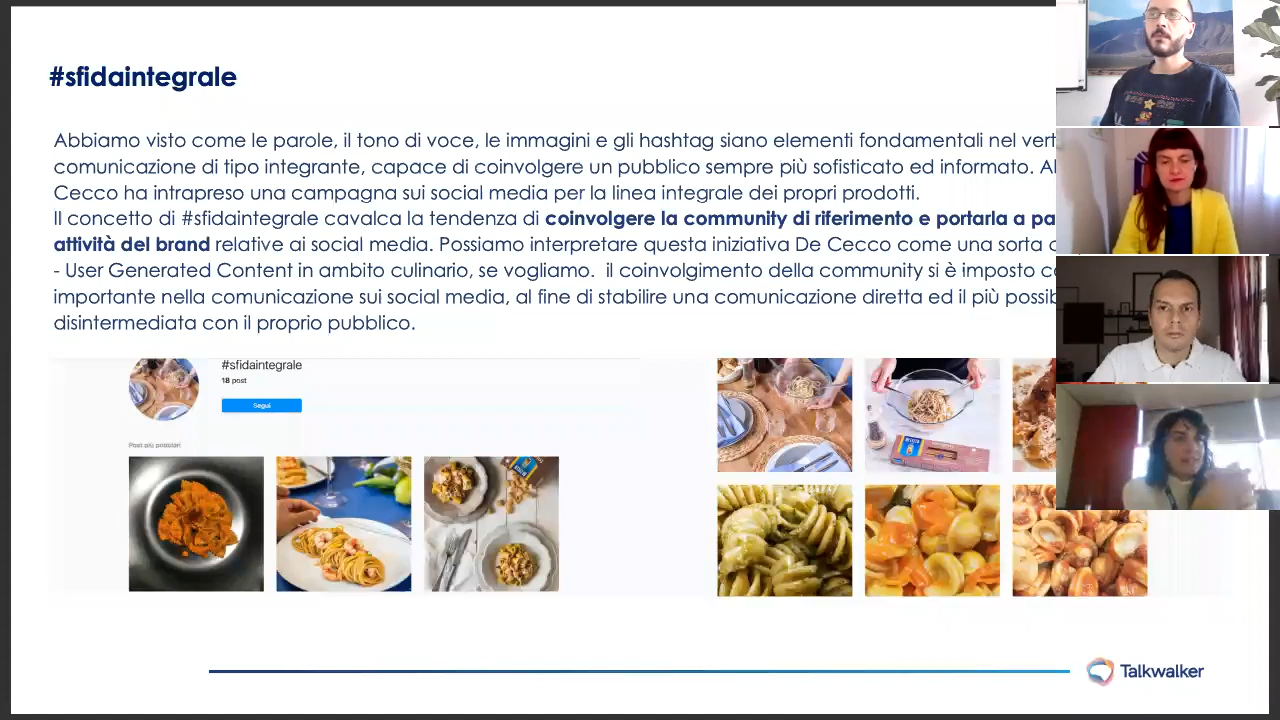 #sfidaintegrale
Abbiamo visto come le parole, il tono di voce, le immagini e gli hashtag siano elementi fondamentali nel
comunicazione di tipo integrante, capace di coinvolgere un pubblico sempre più sofisticato ed informato.
Cecco ha intrapreso una campagna sui social media per la linea integrale dei propri prodotti.
Il concetto di #sfidaintegrale cavalca la tendenza di coinvolgere la community di riferimento e portarla a
attività del brand relative ai social media. Possiamo interpretare questa iniziativa De Cecco come una sorta
- User Generated Content in ambito culinario, se vogliamo. il coinvolgimento della community si è imposto
importante nella comunicazione sui social media, al fine di stabilire una comunicazione diretta ed il più
disintermediata con il proprio pubblico.
#sfidaintegrale
18 post
Segui
Post più popolari
Talkwalker